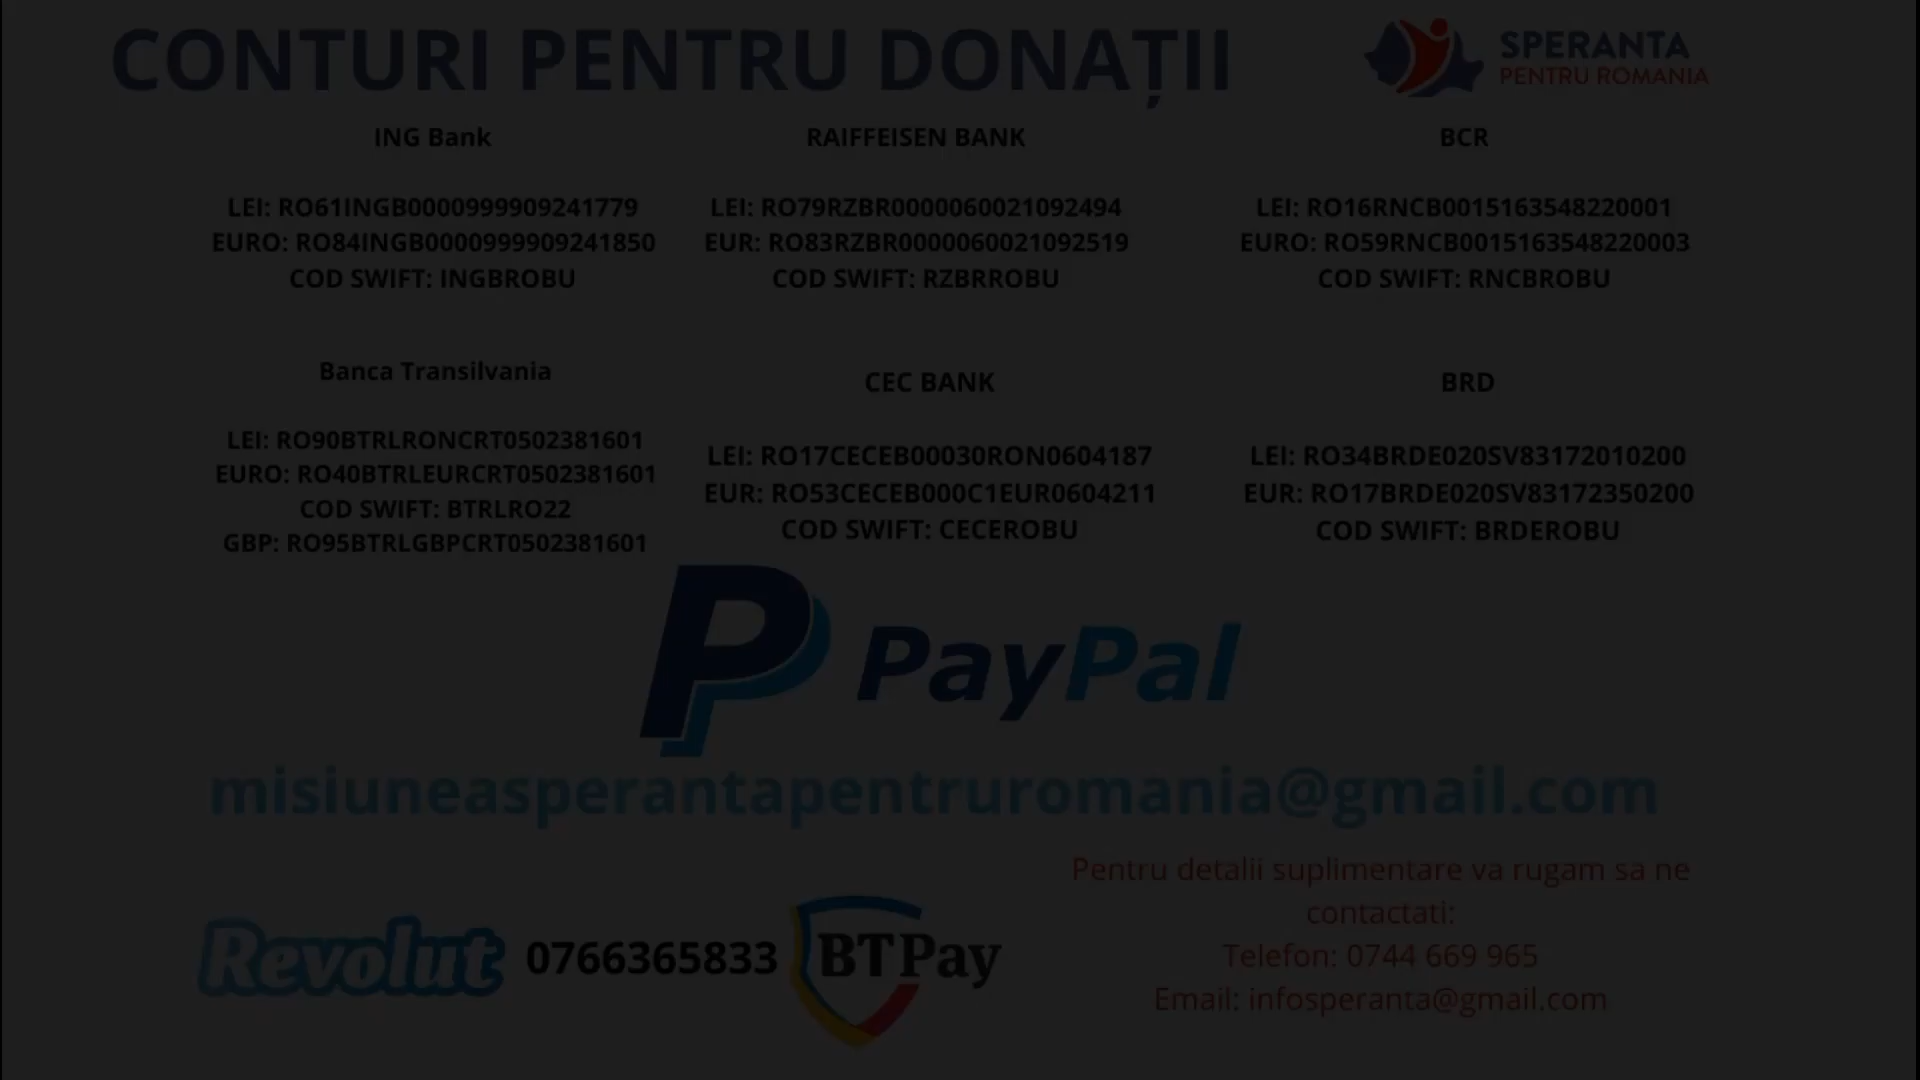 CONTURI PENTRU DONAȚII
SPERANTA
PENTRU ROMANIA
ING Bank
LEI: RO61INGB0000999909241779
EURO: RO84INGB0000999909241850
COD SWIFT: INGBROBU
RAIFFEISEN BANK
LEI: RO79RZBR0000060021092494
EUR: RO83RZBR0000060021092519
COD SWIFT: RZBRROBU
BCR
LEI: RO16RNCB0015163548220001
EURO: RO59RNCB0015163548220003
COD SWIFT: RNCBROBU
Banca Transilvania
LEI: RO90BTRLRONCRT0502381601
EURO: RO40BTRLEURCRT0502381601
COD SWIFT: BTRLRO22
GBP: RO95BTRLGBPCRT0502381601
CEC BANK
LEI: RO17CECEB00030RON0604187
EUR: RO53CECEB000C1EUR0604211
COD SWIFT: CECEROBU
BRD
LEI: RO34BRDE020SV83172010200
EUR: RO17BRDE020SV83172350200
COD SWIFT: BRDEROBU
PayPal
misiuneasperantapentruromania@gmail.com
Revolut 0766365833 BT Pay
Pentru detalii suplimentare va rugam sa ne
contactati:
Telefon: 0744 669 965
Email: infosperanta@gmail.com